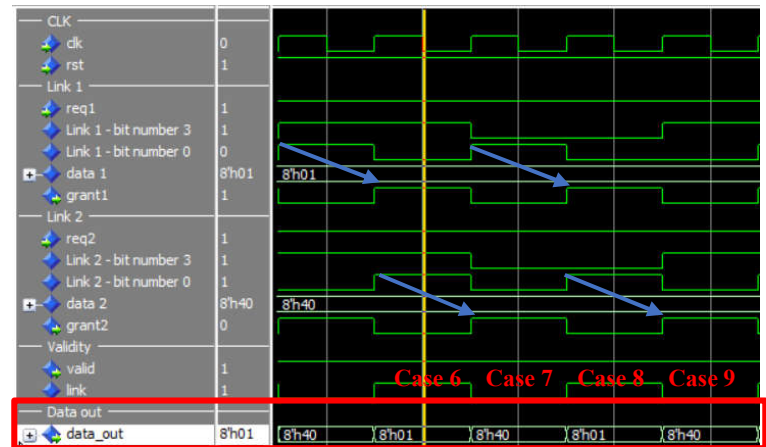 CLK
clk 0
rst 1
Link 1
req1 1
Link 1 - bit number 3 1
Link 1 - bit number 0 0
data 1 8'h01 8'h01
grant1 1
Link 2
req2 1
Link 2 - bit number 3 1
Link 2 - bit number 0 1
data 2 8'h40 8'h40
grant2 0
Validity
valid 1
Case 6 Case 7 Case 8 Case 9
link 1
Data out
data_out 8'h01 8'h40 8'h01 8'h40 8'h01 8'h40